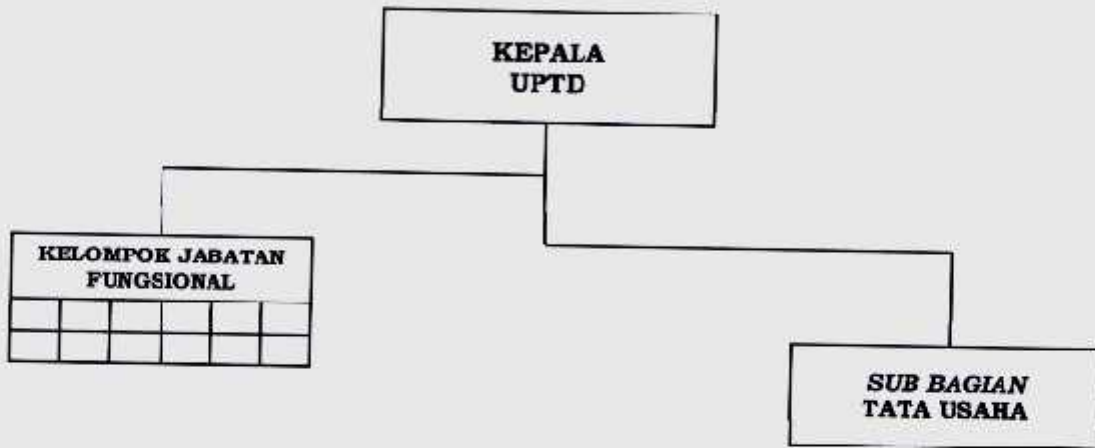 KEPALA
UPTD
KELOMPOK JABATAN
FUNGSIONAL
SUB BAGIAN
TATA USAHA